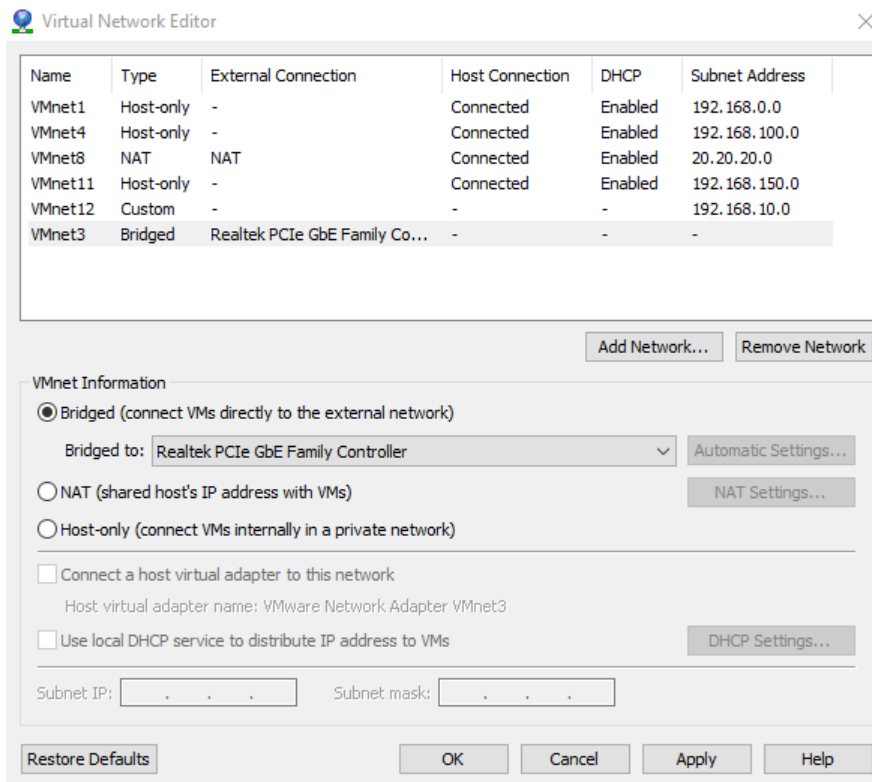 Virtual Network Editor
Name Type External Connection Host Connection DHCP Subnet Address
VMnet1 Host-only - Connected Enabled 192.168.0.0
VMnet4 Host-only - Connected Enabled 192.168.100.0
VMnet8 NAT NAT Connected Enabled 20.20.20.0
VMnet11 Host-only - Connected Enabled 192.168.150.0
VMnet12 Custom - - - 192.168.10.0
VMnet3 Bridged Realtek PCIe GbE Family Co... - - -
Add Network... Remove Network
VMnet Information
Bridged (connect VMs directly to the external network)
Bridged to: Realtek PCIe GbE Family Controller Automatic Settings...
NAT (shared host's IP address with VMs) NAT Settings...
Host-only (connect VMs internally in a private network)
Connect a host virtual adapter to this network
Host virtual adapter name: VMware Network Adapter VMnet3
Use local DHCP service to distribute IP address to VMs DHCP Settings...
Subnet IP: . . . Subnet mask: . . .
Restore Defaults OK Cancel Apply Help